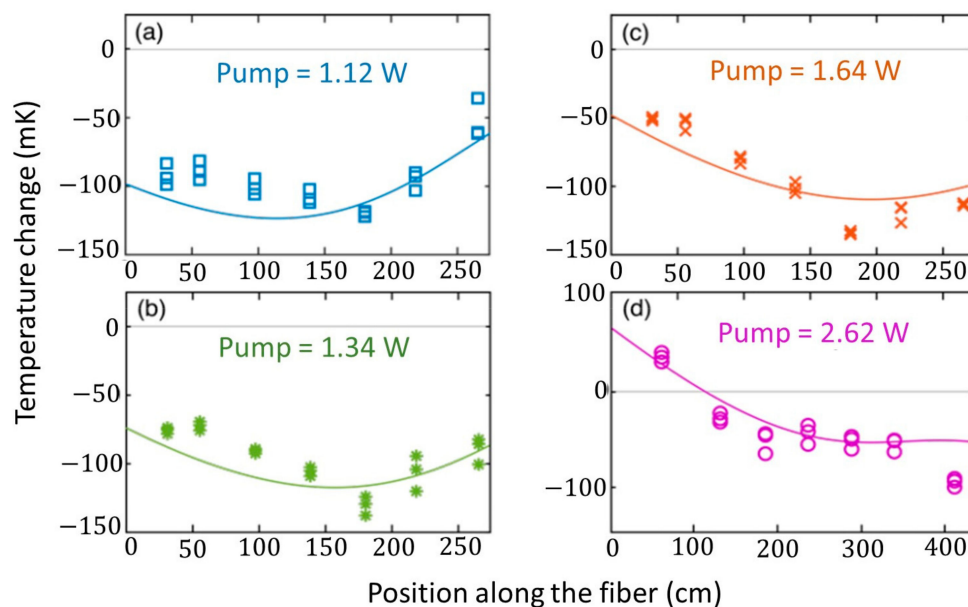 Temperature change (mK)
(a)
Pump = 1.12 W
0
−50
−100
−150
0 50 100 150 200 250
(c)
Pump = 1.64 W
0
−50
−100
−150
0 50 100 150 200 250
(b)
Pump = 1.34 W
0
−50
−100
−150
0 50 100 150 200 250
(d)
Pump = 2.62 W
100
0
−100
0 100 200 300 400
Position along the fiber (cm)